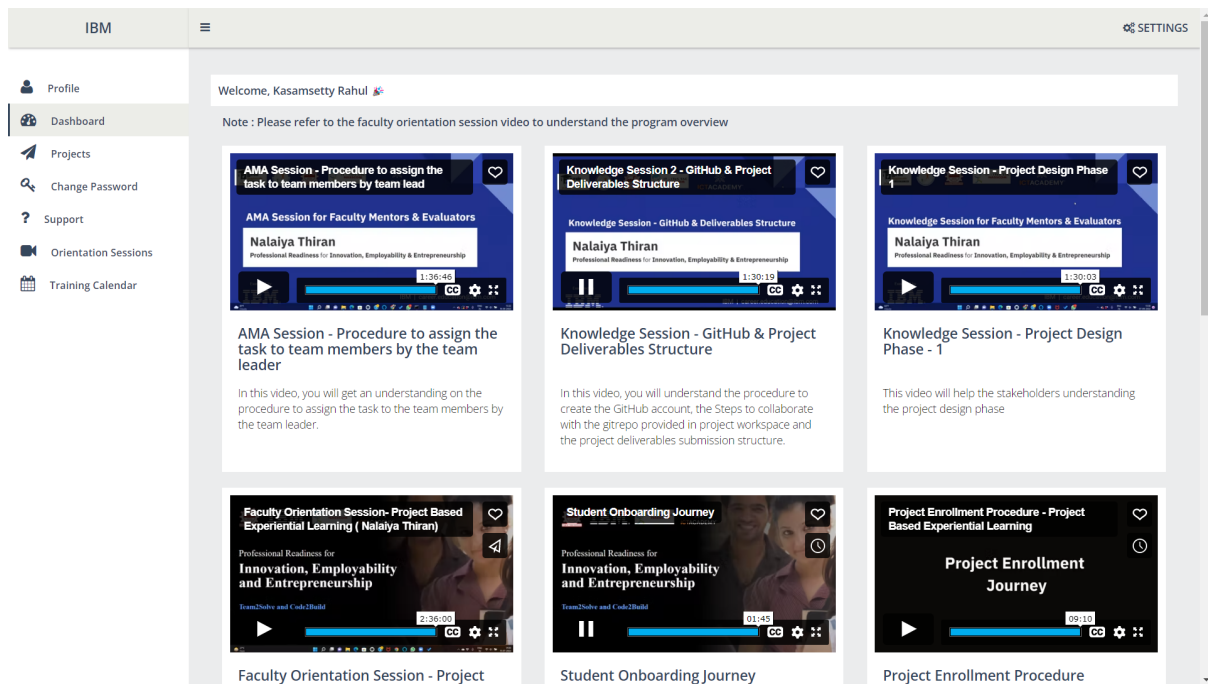 IBM
SETTINGS
Profile
Dashboard
Projects
Change Password
Support
Orientation Sessions
Training Calendar
Welcome, Kasamsetty Rahul 🎉
Note : Please refer to the faculty orientation session video to understand the program overview
AMA Session - Procedure to assign the
task to team members by team lead
AMA Session for Faculty Mentors & Evaluators
Nalaiya Thiran
Professional Readiness for Innovation, Employability & Entrepreneurship
1:36:46
CC
AMA Session - Procedure to assign the
task to team members by the team
leader
In this video, you will get an understanding on the
procedure to assign the task to the team members by
the team leader.
Knowledge Session 2 - GitHub & Project
Deliverables Structure
Knowledge Session - GitHub & Deliverables Structure
Nalaiya Thiran
Professional Readiness for Innovation, Employability & Entrepreneurship
1:30:19
CC
Knowledge Session - GitHub & Project
Deliverables Structure
In this video, you will understand the procedure to
create the GitHub account, the Steps to collaborate
with the gitrepo provided in project workspace and
the project deliverables submission structure.
Knowledge Session - Project Design Phase
1
Knowledge Session for Faculty Mentors & Evaluators
Nalaiya Thiran
Professional Readiness for Innovation, Employability & Entrepreneurship
1:30:03
CC
Knowledge Session - Project Design
Phase - 1
This video will help the stakeholders understanding
the project design phase
Faculty Orientation Session- Project Based
Experiential Learning ( Nalaiya Thiran)
Professional Readiness for
Innovation, Employability
and Entrepreneurship
Team2Solve and Code2Build
2:36:00
CC
Faculty Orientation Session - Project
Student Onboarding Journey
Professional Readiness for
Innovation, Employability
and Entrepreneurship
Team2Solve and Code2Build
01:45
CC
Student Onboarding Journey
Project Enrollment Procedure - Project
Based Experiential Learning
Project Enrollment
Journey
09:10
CC
Project Enrollment Procedure